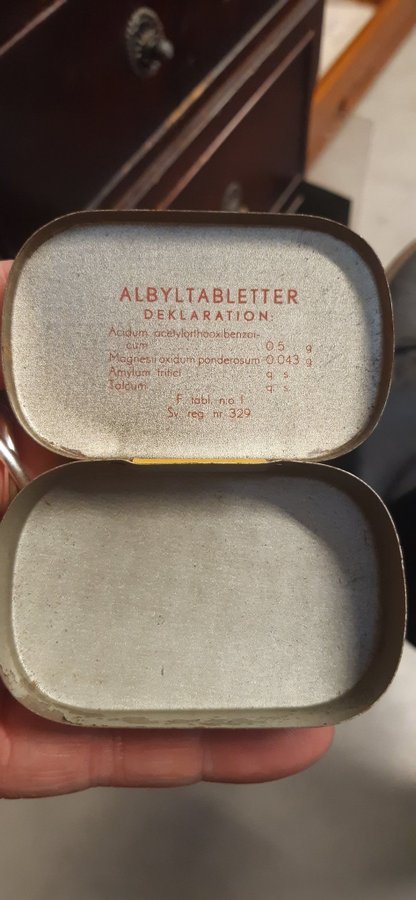 ALBYLTABLETTER
DEKLARATION:
Acidum acetylorthooxibenzoi-
cum 0.5 g
Magnesii oxidum ponderosum 0.043 g
Amylum tritici q. s.
Talcum q. s.
F. tabl. n:o 1
Sv. reg. nr 329